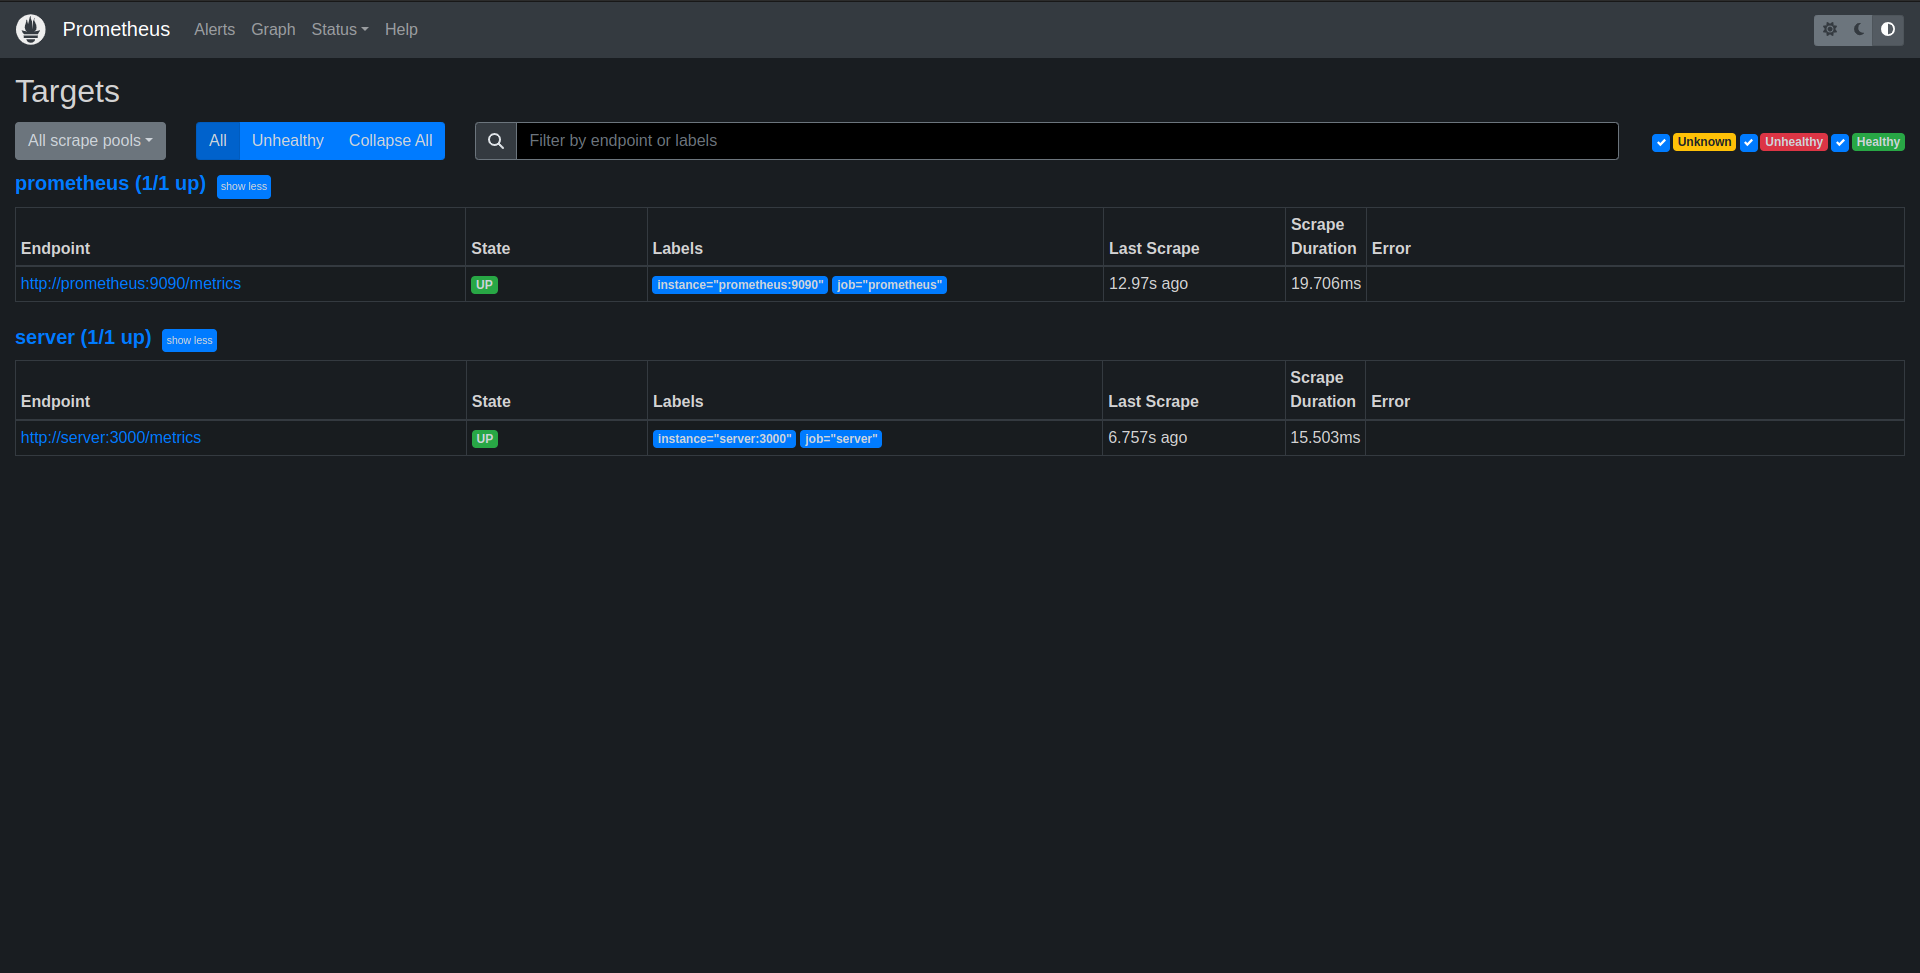 Prometheus Alerts Graph Status Help
Targets
All scrape pools All Unhealthy Collapse All Filter by endpoint or labels Unknown Unhealthy Healthy
prometheus (1/1 up) show less
Endpoint State Labels Last Scrape Scrape Duration Error
http://prometheus:9090/metrics UP instance="prometheus:9090" job="prometheus" 12.97s ago 19.706ms
server (1/1 up) show less
Endpoint State Labels Last Scrape Scrape Duration Error
http://server:3000/metrics UP instance="server:3000" job="server" 6.757s ago 15.503ms